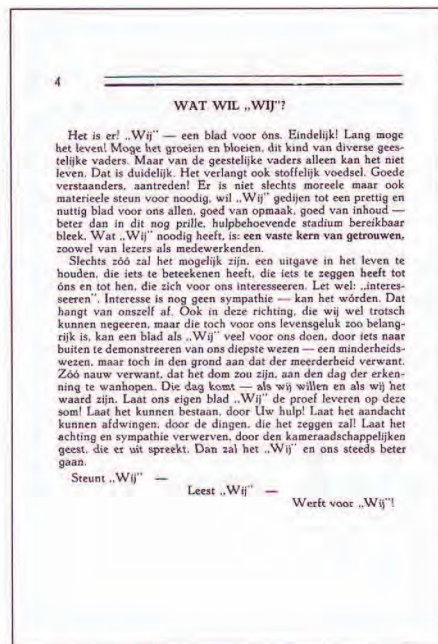 4
WAT WIL „WIJ"?
Het is er! „Wij" — een blad voor óns. Eindelijk! Lang moge
het leven! Moge het groeien en bloeien, dit kind van diverse gees-
telijke vaders. Maar van de geestelijke vaders alleen kan het niet
leven. Dat is duidelijk. Het verlangt ook stoffelijk voedsel. Goede
verstaanders, aantreden! Er is niet slechts moreele maar ook
materieele steun voor noodig, wil „Wij" gedijen tot een prettig en
nuttig blad voor ons allen, goed van opmaak, goed van inhoud —
beter dan in dit nog prille, hulpbehoevende stadium bereikbaar
bleek. Wat „Wij" noodig heeft, is: een vaste kern van getrouwen,
zoowel van lezers als medewerkenden.
Slechts zóó zal het mogelijk zijn, een uitgave in het leven te
houden, die iets te beteekenen heeft, die iets te zeggen heeft tot
óns en tot hen, die zich voor ons interesseeren. Let wel: „interes-
seeren". Interesse is nog geen sympathie — kan het wórden. Dat
hangt van onszelf af. Ook in deze richting, die wij wel trotsch
kunnen negeeren, maar die toch voor ons levensgeluk zoo belang-
rijk is, kan een blad als „Wij" veel voor ons doen, door iets naar
buiten te demonstreeren van ons diepste wezen — een minderheids-
wezen, maar toch in den grond aan dat der meerderheid verwant.
Zóó nauw verwant, dat het dom zou zijn, aan den dag der erken-
ning te wanhopen. Die dag komt — als wij willen en als wij het
waard zijn. Laat ons eigen blad „Wij" de proef leveren op deze
som! Laat het kunnen bestaan, door Uw hulp! Laat het aandacht
kunnen afdwingen, door de dingen, die het zeggen zal! Laat het
achting en sympathie verwerven, door den kameraadschappelijken
geest, die er uit spreekt. Dan zal het „Wij" en ons steeds beter
gaan.
Steunt „Wij" —
Leest „Wij" —
Werft voor „Wij"!